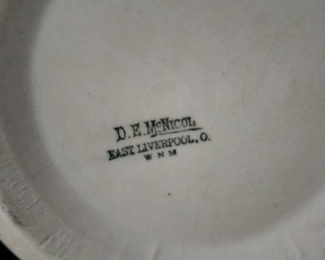 D.E.McNICOL
EAST LIVERPOOL, O.
W N M